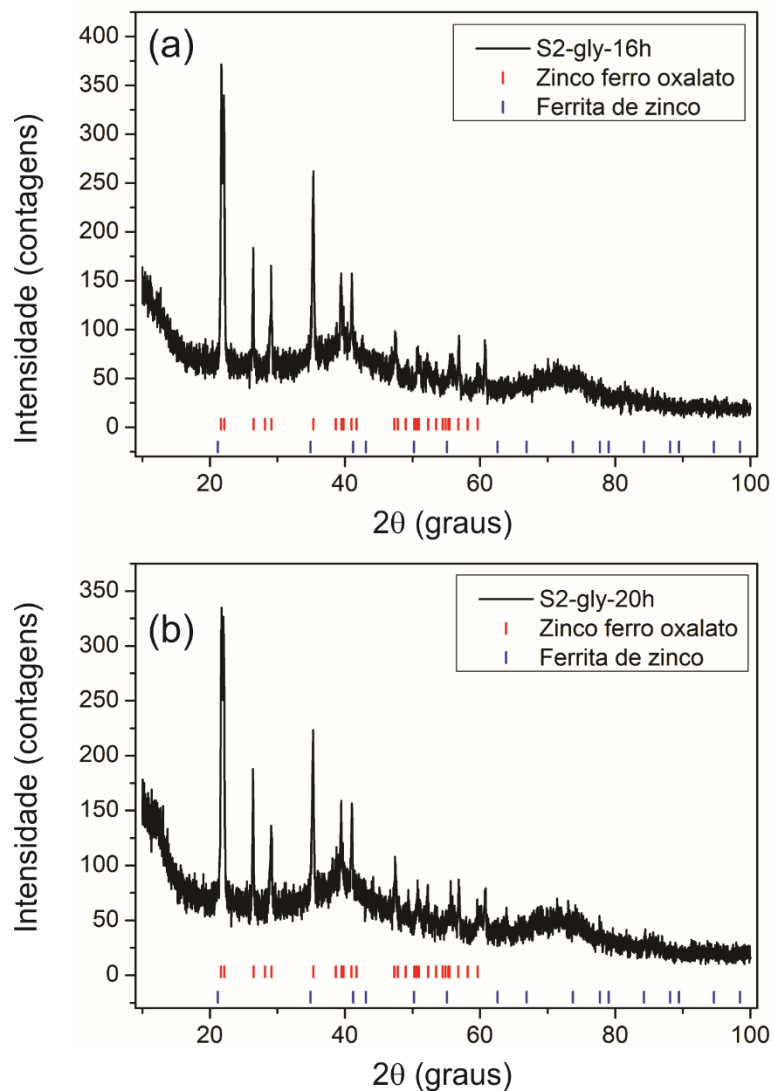 (a)
S2-gly-16h
Zinco ferro oxalato
Ferrita de zinco
Intensidade (contagens)
400
350
300
250
200
150
100
50
0
20 40 60 80 100
2θ (graus)
(b)
S2-gly-20h
Zinco ferro oxalato
Ferrita de zinco
Intensidade (contagens)
350
300
250
200
150
100
50
0
20 40 60 80 100
2θ (graus)